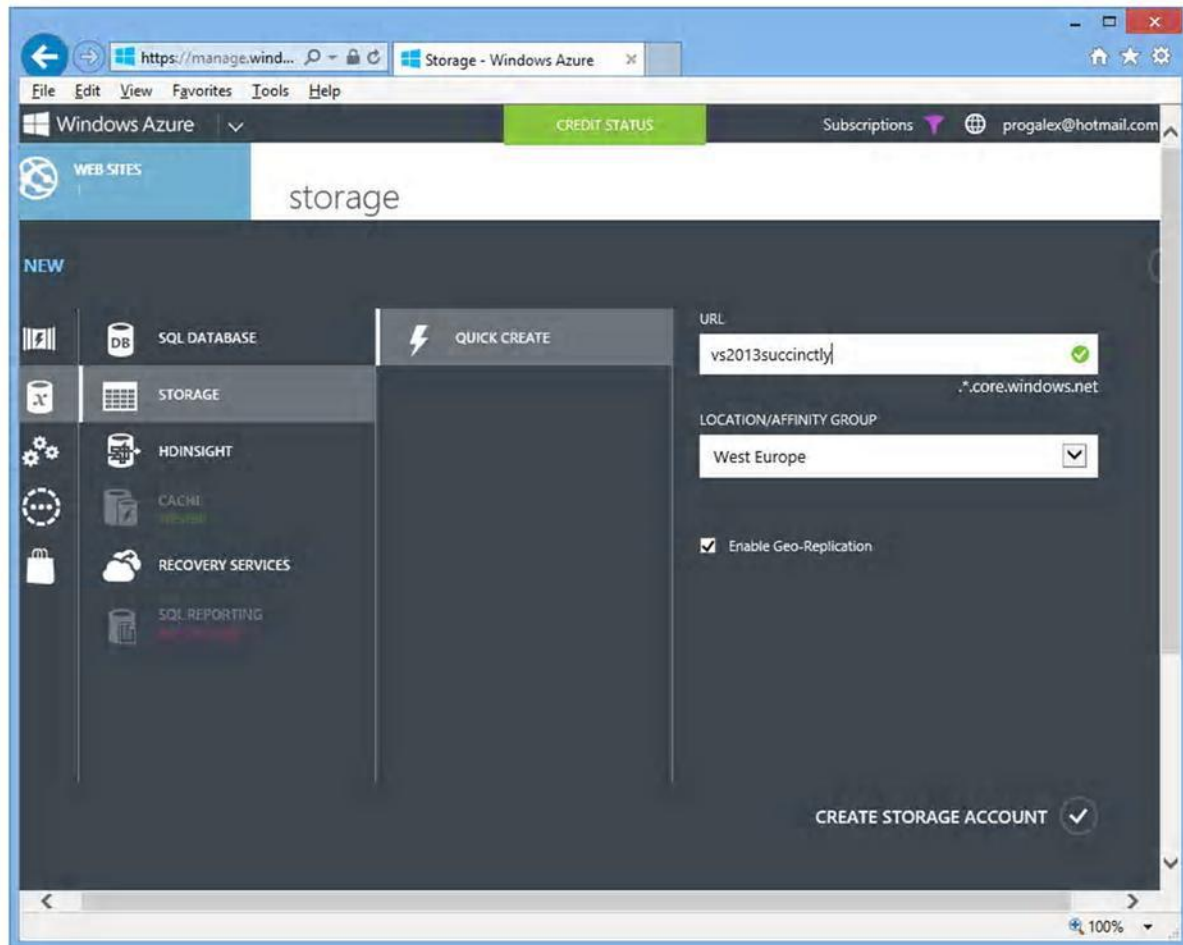 https://manage.wind...
Storage - Windows Azure
File Edit View Favorites Tools Help
Windows Azure
CREDIT STATUS
Subscriptions
progalex@hotmail.com
WEB SITES
1
storage
NEW
SQL DATABASE
STORAGE
HDINSIGHT
CACHE
RECOVERY SERVICES
SQL REPORTING
QUICK CREATE
URL
vs2013succinctly
.*.core.windows.net
LOCATION/AFFINITY GROUP
West Europe
Enable Geo-Replication
CREATE STORAGE ACCOUNT
100%